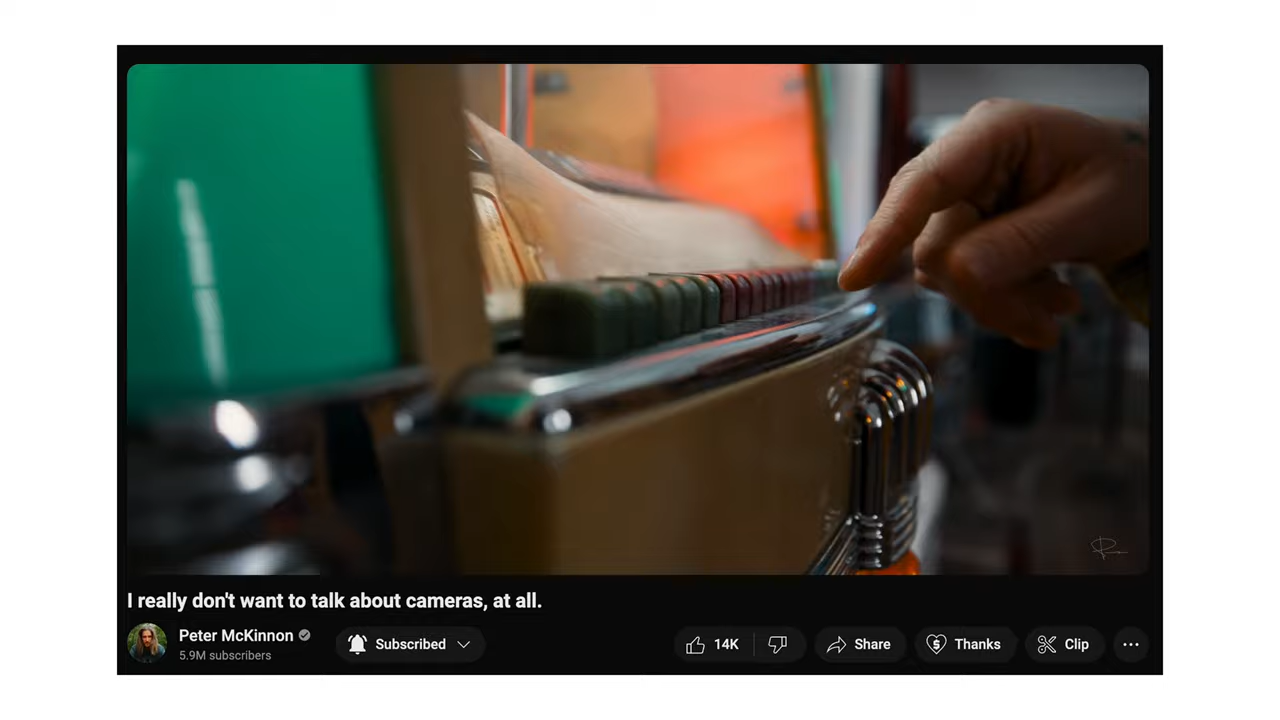 I really don't want to talk about cameras, at all.
Peter McKinnon
5.9M subscribers
Subscribed
14K
Share
Thanks
Clip